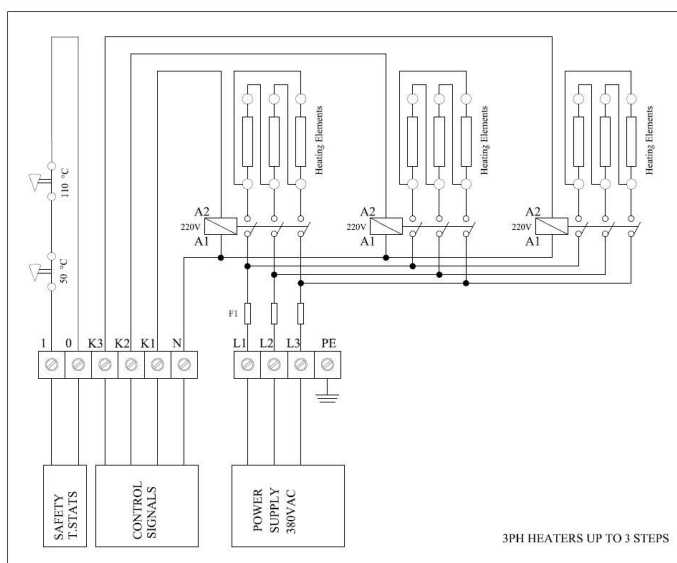 Heating Elements
Heating Elements
Heating Elements
110 °C
A2
220V
A1
A2
220V
A1
A2
220V
A1
50 °C
F1
1 0 K3 K2 K1 N
L1 L2 L3 PE
SAFETY
T.STATS
CONTROL
SIGNALS
POWER
SUPPLY
380VAC
3PH HEATERS UP TO 3 STEPS